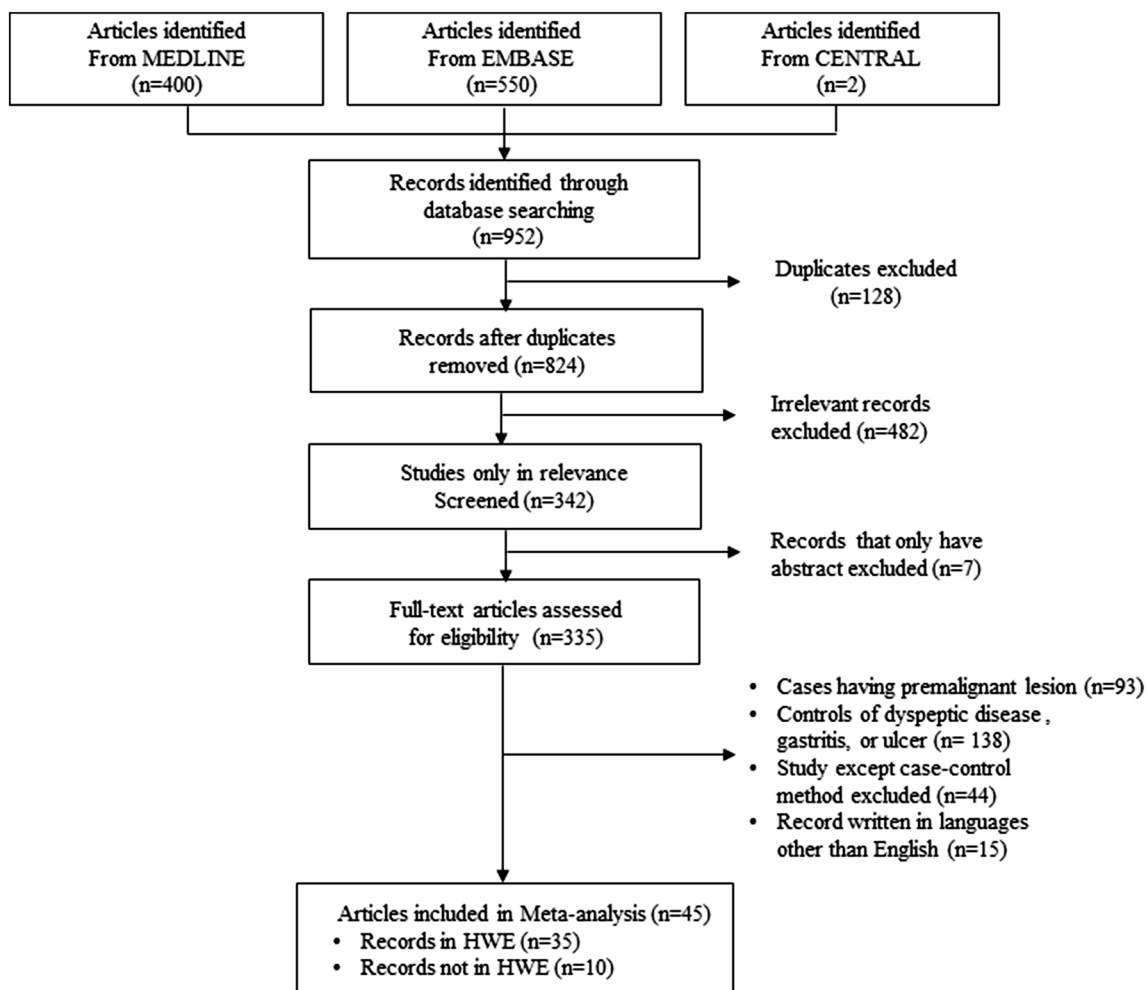 Articles identified
From MEDLINE
(n=400)
Articles identified
From EMBASE
(n=550)
Articles identified
From CENTRAL
(n=2)
Records identified through
database searching
(n=952)
Duplicates excluded
(n=128)
Records after duplicates
removed (n=824)
Irrelevant records
excluded (n=482)
Studies only in relevance
Screened (n=342)
Records that only have
abstract excluded (n=7)
Full-text articles assessed
for eligibility (n=335)
• Cases having premalignant lesion (n=93)
• Controls of dyspeptic disease ,
gastritis, or ulcer (n= 138)
• Study except case-control
method excluded (n=44)
• Record written in languages
other than English (n=15)
Articles included in Meta-analysis (n=45)
• Records in HWE (n=35)
• Records not in HWE (n=10)